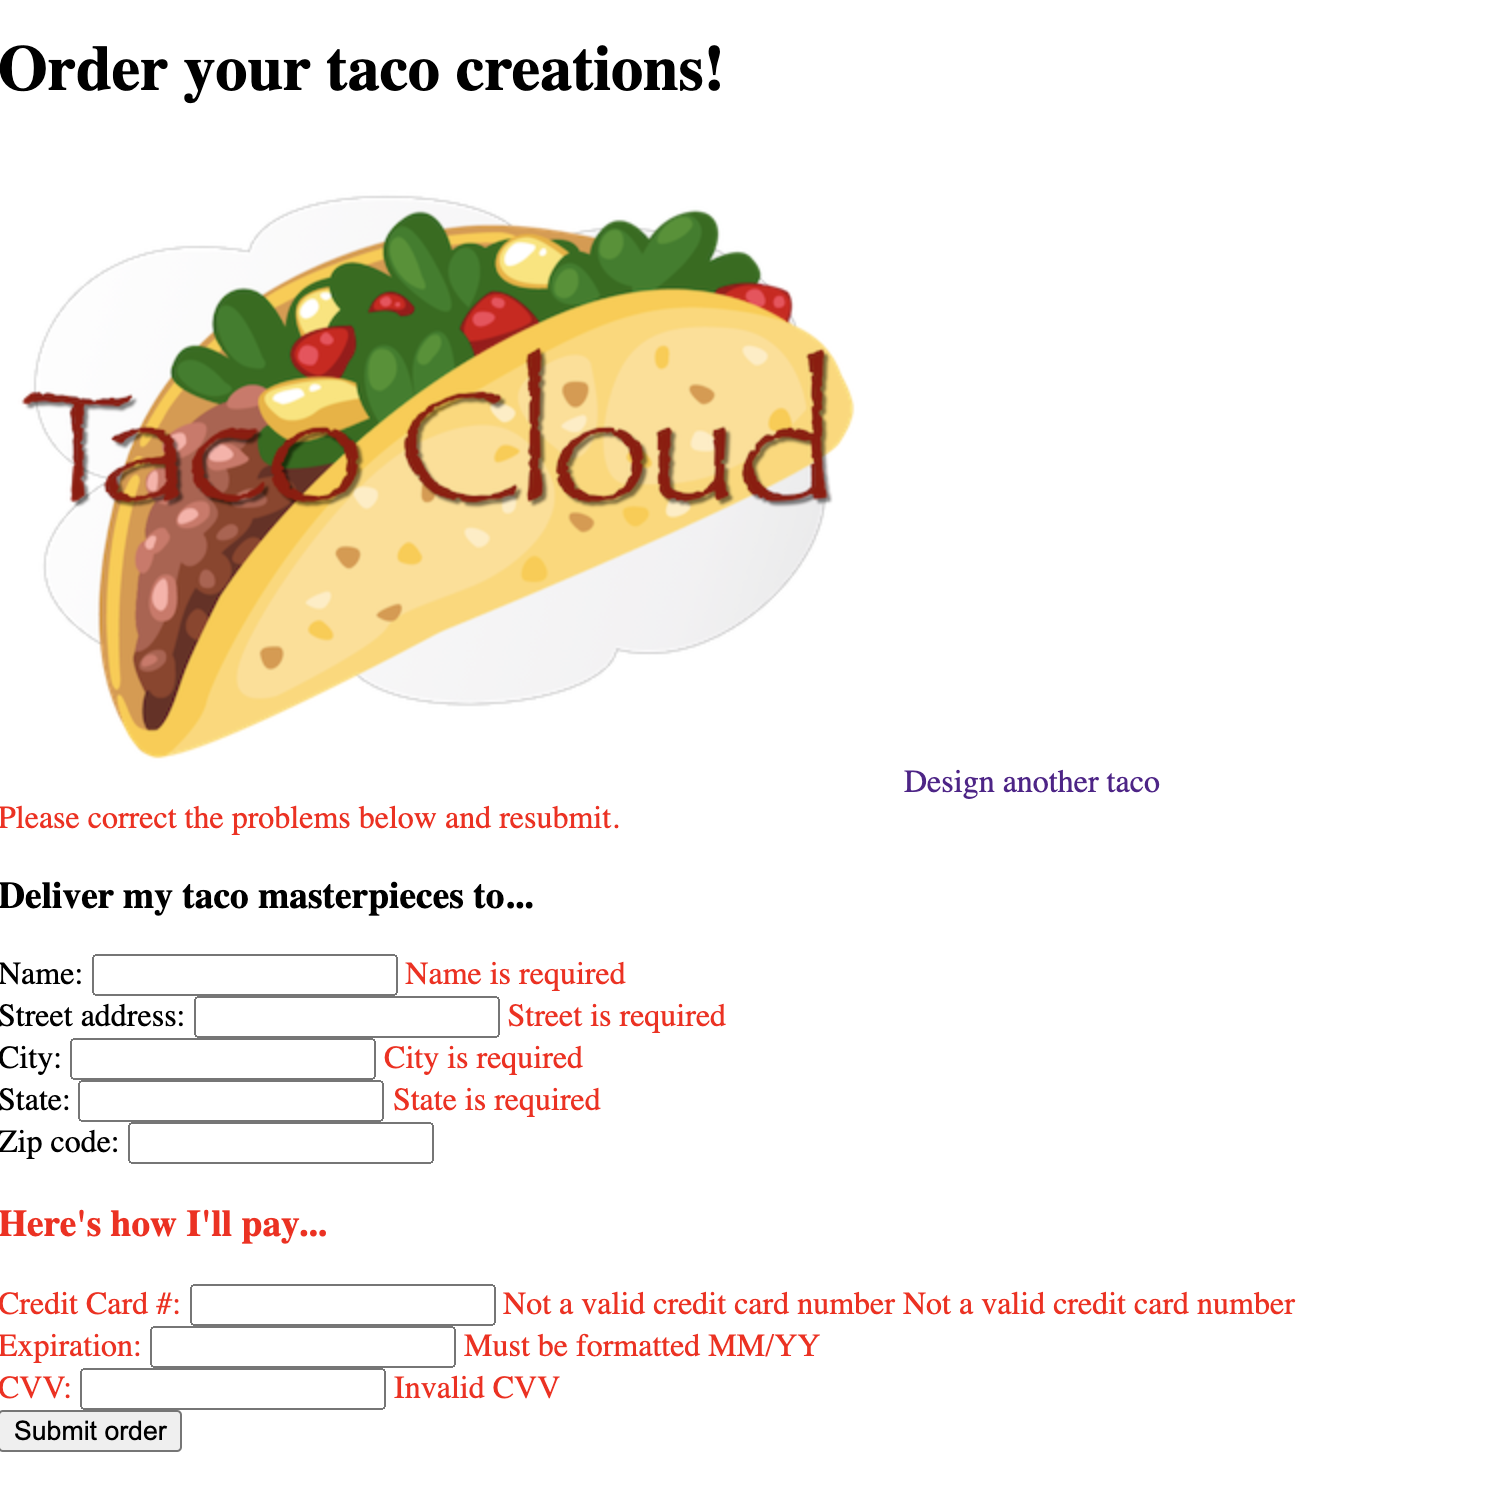 Order your taco creations!
Taco Cloud
Design another taco
Please correct the problems below and resubmit.
Deliver my taco masterpieces to...
Name: Name is required
Street address: Street is required
City: City is required
State: State is required
Zip code:
Here's how I'll pay...
Credit Card #: Not a valid credit card number Not a valid credit card number
Expiration: Must be formatted MM/YY
CVV: Invalid CVV
Submit order